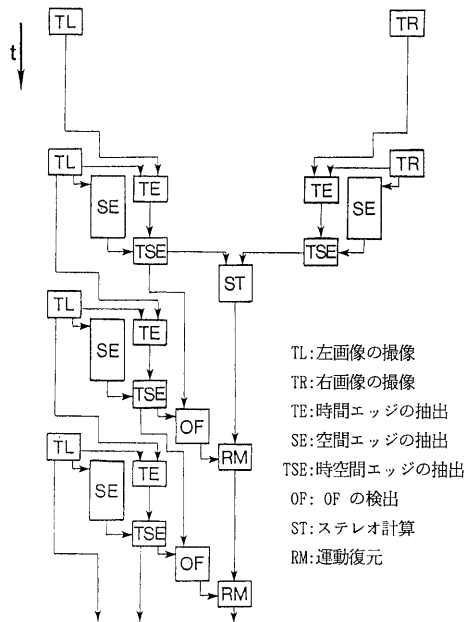 TL
TR
t
TL
TE
SE
TSE
TR
TE
SE
TSE
ST
TL
TE
SE
TSE
OF
RM
TL
TE
SE
TSE
OF
RM
TL:左画像の撮像
TR:右画像の撮像
TE:時間エッジの抽出
SE:空間エッジの抽出
TSE:時空間エッジの抽出
OF: OF の検出
ST:ステレオ計算
RM:運動復元